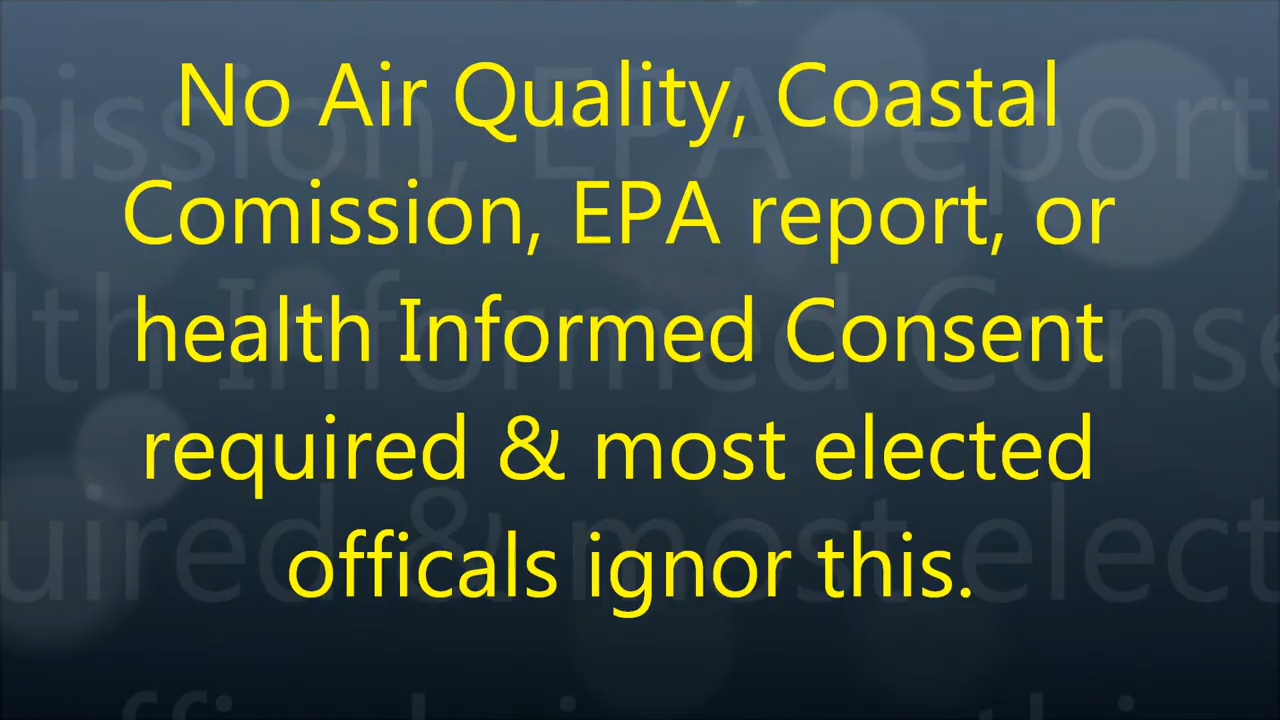 No Air Quality, Coastal
Comission, EPA report, or
health Informed Consent
required & most elected
officals ignor this.